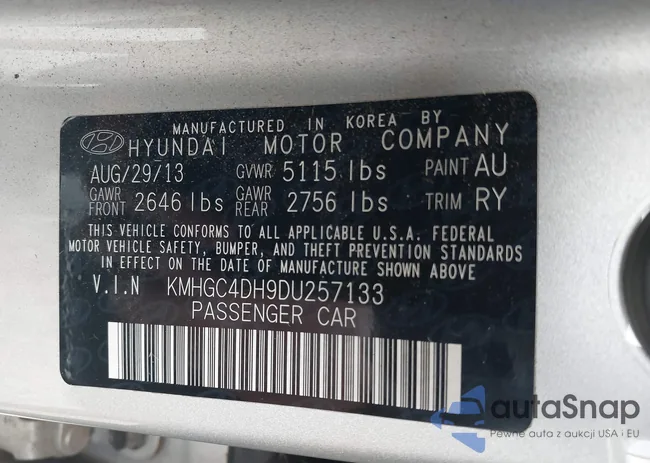 MANUFACTURED IN KOREA BY
HYUNDAI MOTOR COMPANY
AUG/29/13 GVWR 5115 lbs PAINT AU
GAWR FRONT 2646 lbs GAWR REAR 2756 lbs TRIM RY
THIS VEHICLE CONFORMS TO ALL APPLICABLE U.S.A. FEDERAL
MOTOR VEHICLE SAFETY, BUMPER, AND THEFT PREVENTION STANDARDS
IN EFFECT ON THE DATE OF MANUFACTURE SHOWN ABOVE
V.I.N KMHGC4DH9DU257133
PASSENGER CAR
autaSnap
Pewne auta z aukcji USA i EU